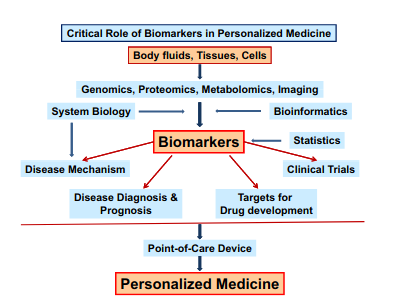 Critical Role of Biomarkers in Personalized Medicine
Body fluids, Tissues, Cells
Genomics, Proteomics, Metabolomics, Imaging
System Biology
Bioinformatics
Biomarkers
Statistics
Disease Mechanism
Clinical Trials
Disease Diagnosis &
Prognosis
Targets for
Drug development
Point-of-Care Device
Personalized Medicine